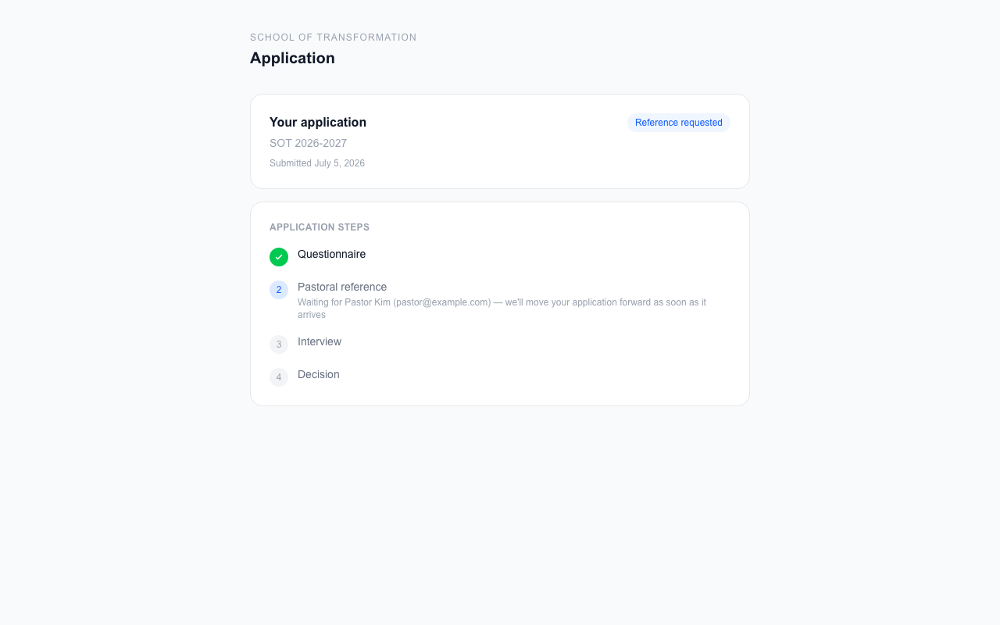 SCHOOL OF TRANSFORMATION
Application
Your application
Reference requested
SOT 2026-2027
Submitted July 5, 2026
APPLICATION STEPS
Questionnaire
2
Pastoral reference
Waiting for Pastor Kim (pastor@example.com) — we'll move your application forward as soon as it
arrives
3
Interview
4
Decision